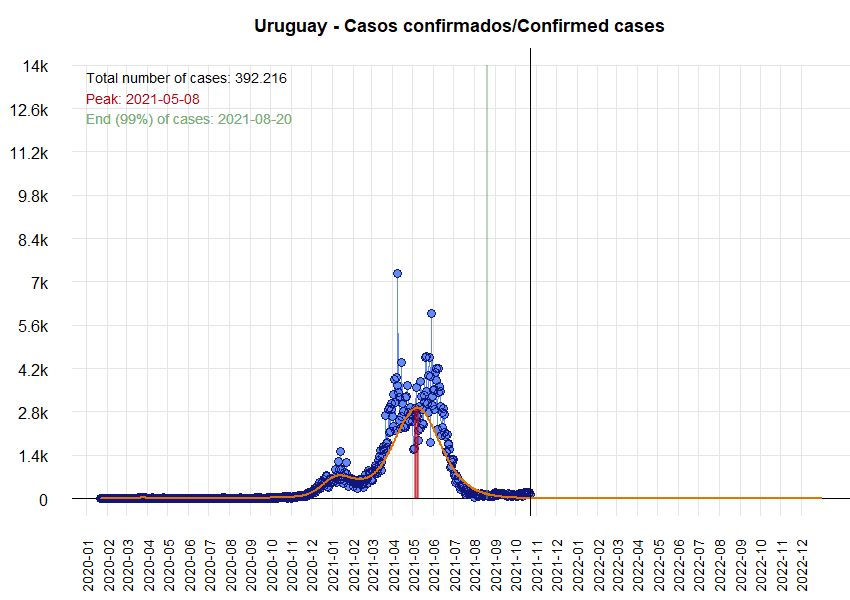 Uruguay - Casos confirmados/Confirmed cases
14k
12.6k
11.2k
9.8k
8.4k
7k
5.6k
4.2k
2.8k
1.4k
0
Total number of cases: 392.216
Peak: 2021-05-08
End (99%) of cases: 2021-08-20
2020-01
2020-02
2020-03
2020-04
2020-05
2020-06
2020-07
2020-08
2020-09
2020-10
2020-11
2020-12
2021-01
2021-02
2021-03
2021-04
2021-05
2021-06
2021-07
2021-08
2021-09
2021-10
2021-11
2021-12
2022-01
2022-02
2022-03
2022-04
2022-05
2022-06
2022-07
2022-08
2022-09
2022-10
2022-11
2022-12